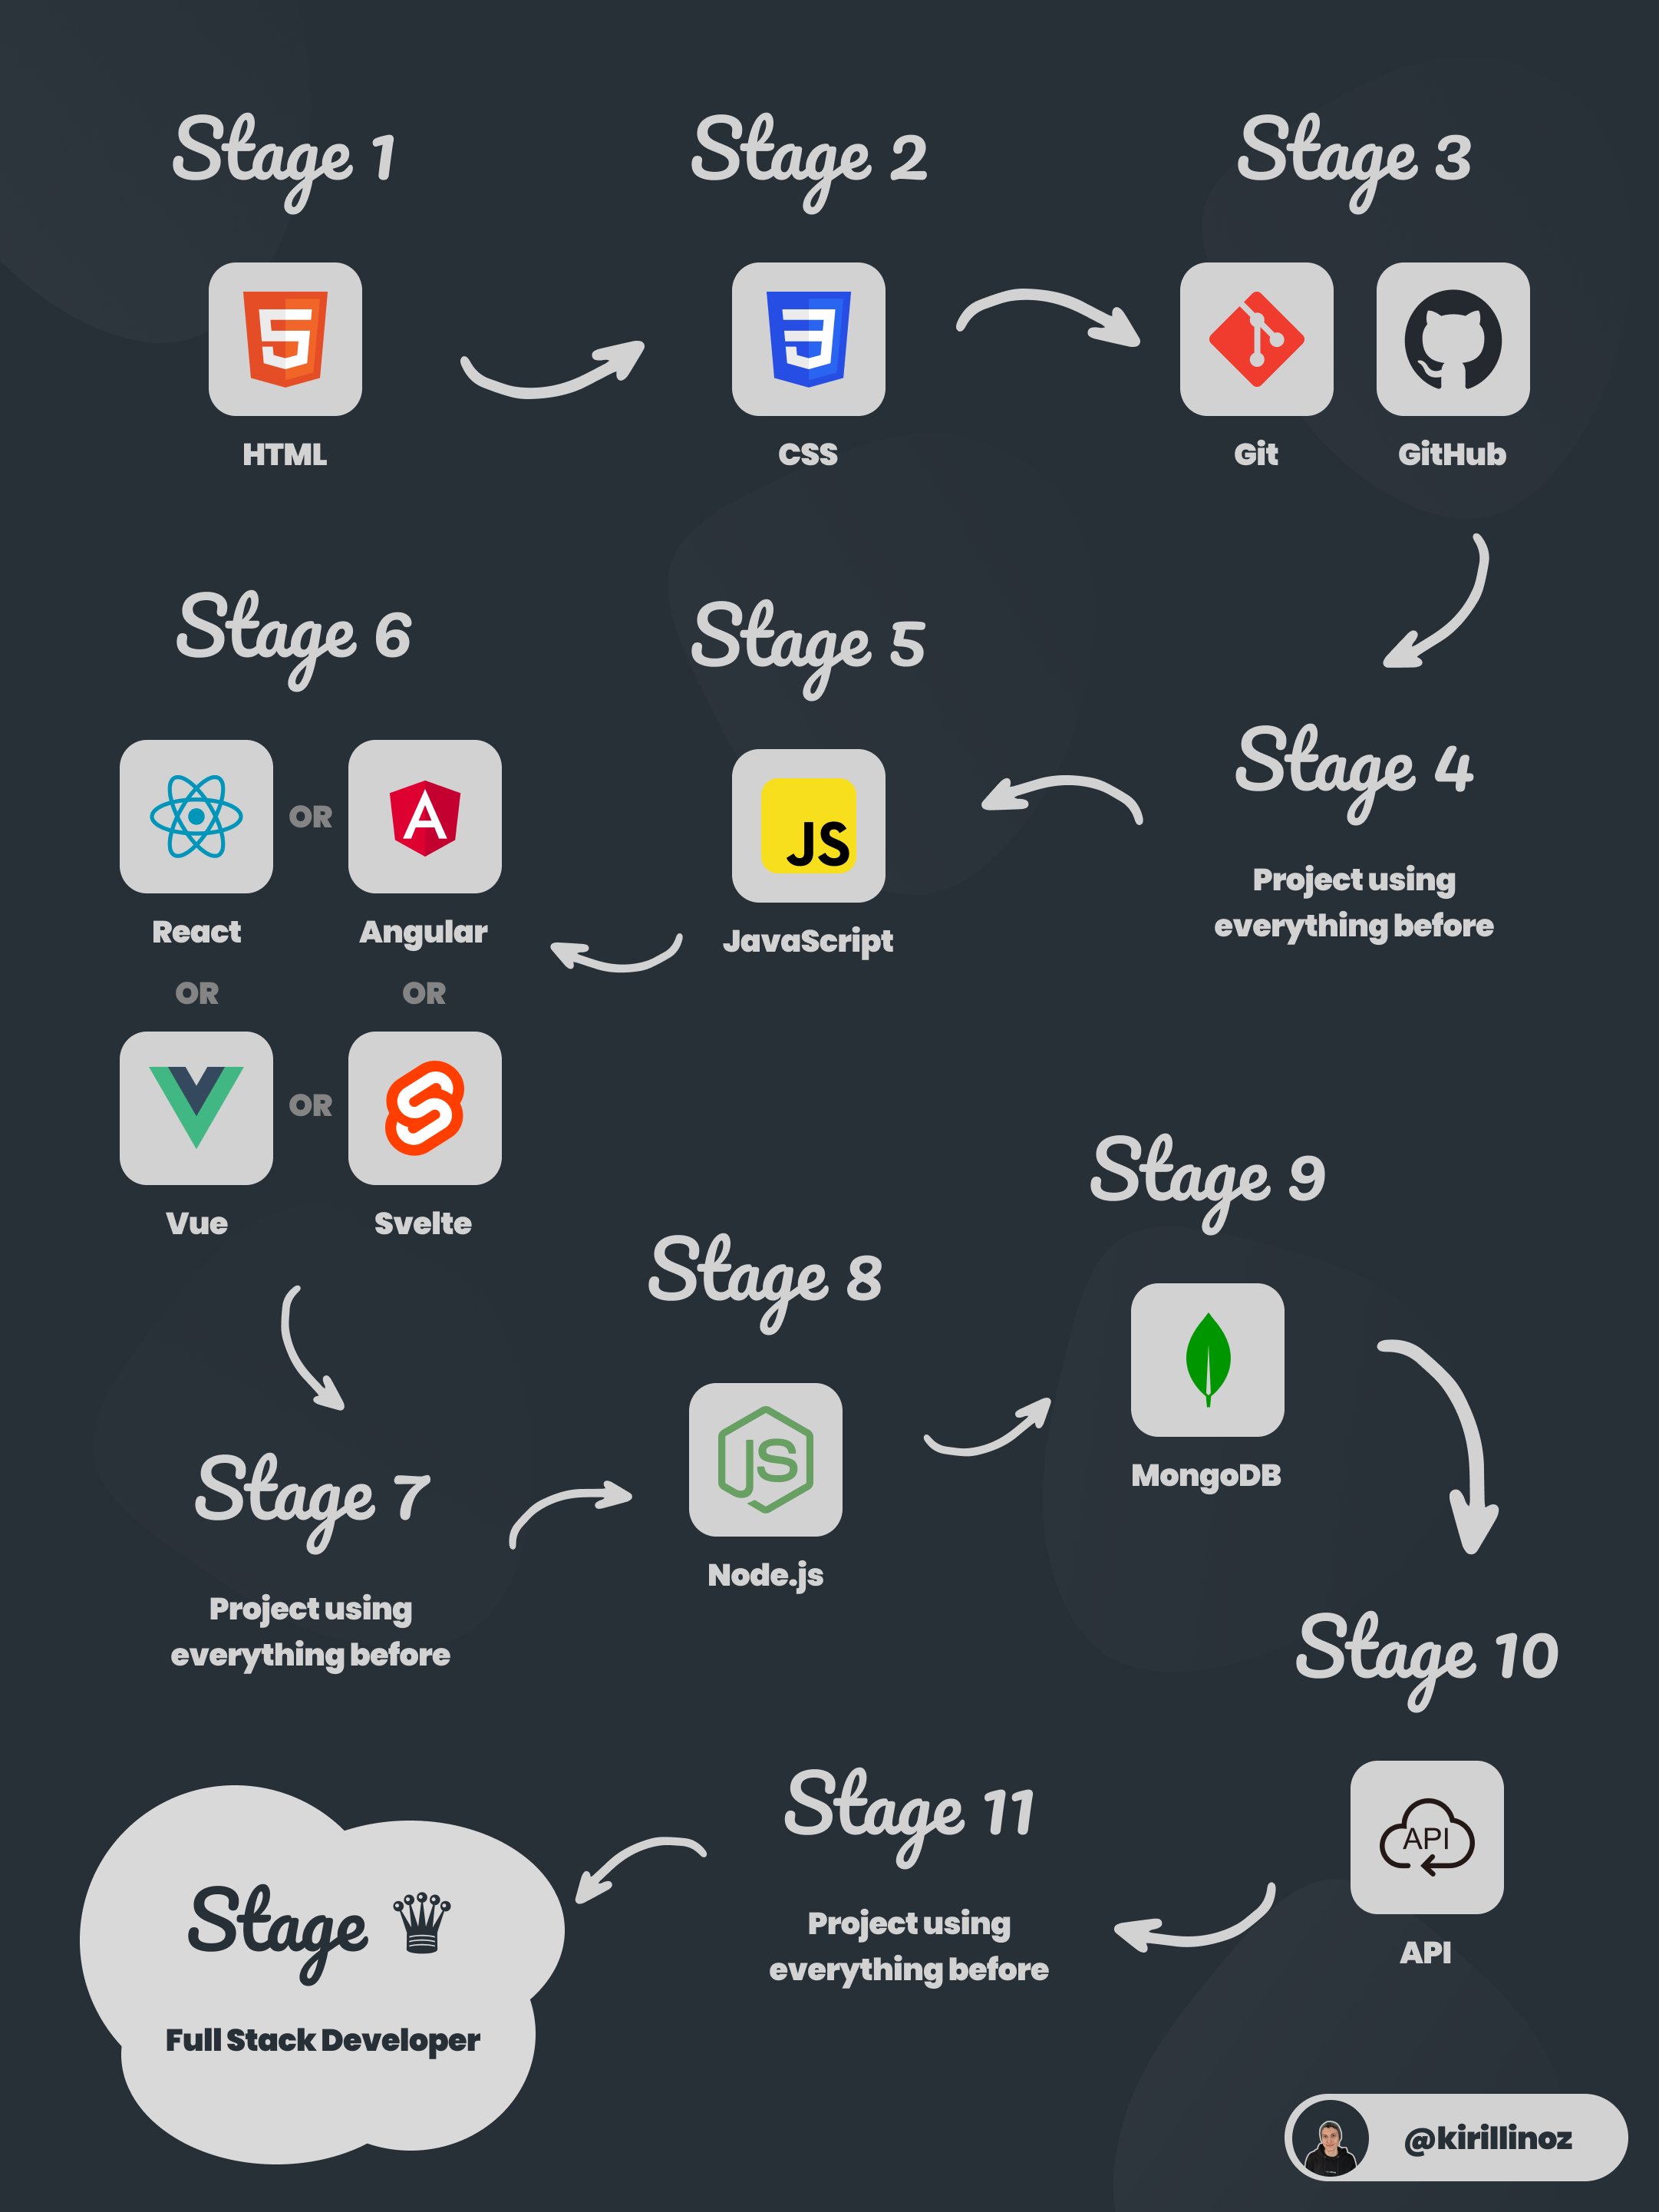 Stage 1
HTML
Stage 2
CSS
Stage 3
Git
GitHub
Stage 4
Project using
everything before
Stage 5
JS
JavaScript
Stage 6
React
OR
Angular
OR
OR
Vue
OR
Svelte
Stage 7
Project using
everything before
Stage 8
JS
Node.js
Stage 9
MongoDB
Stage 10
API
API
Stage 11
Project using
everything before
Stage
Full Stack Developer
@kirillinoz